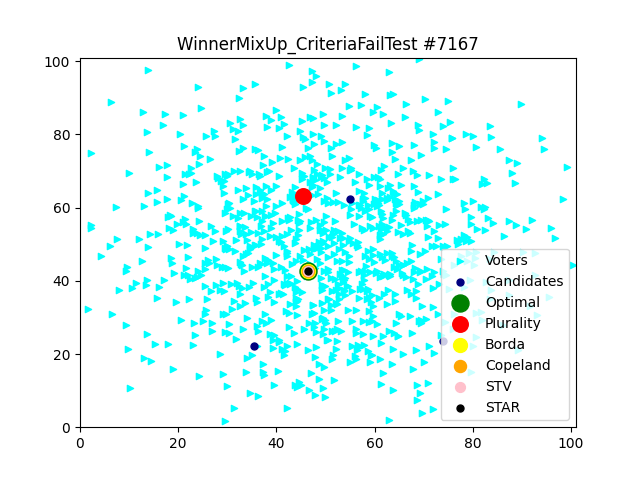 WinnerMixUp_CriteriaFailTest #7167
100
80
60
40
20
0
0 20 40 60 80 100
Voters
Candidates
Optimal
Plurality
Borda
Copeland
STV
STAR